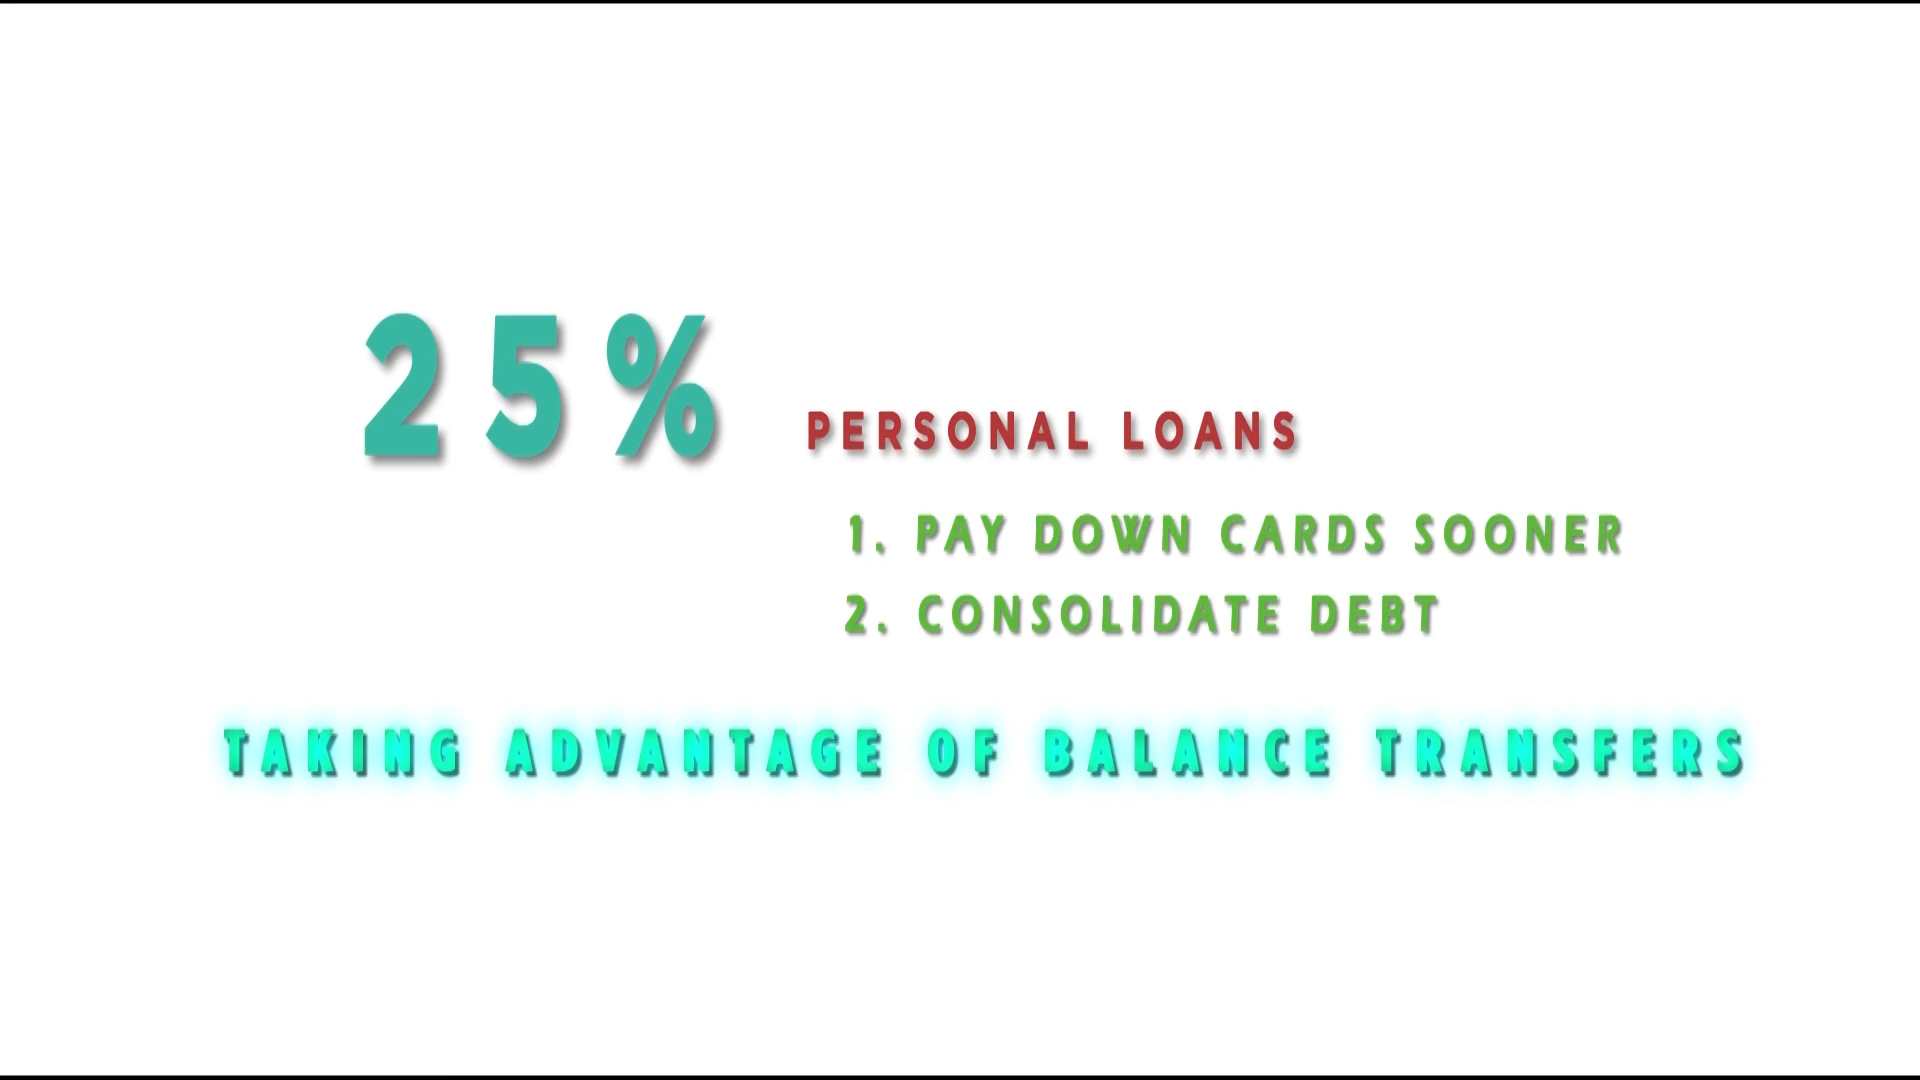 25% PERSONAL LOANS
1. PAY DOWN CARDS SOONER
2. CONSOLIDATE DEBT
TAKING ADVANTAGE OF BALANCE TRANSFERS